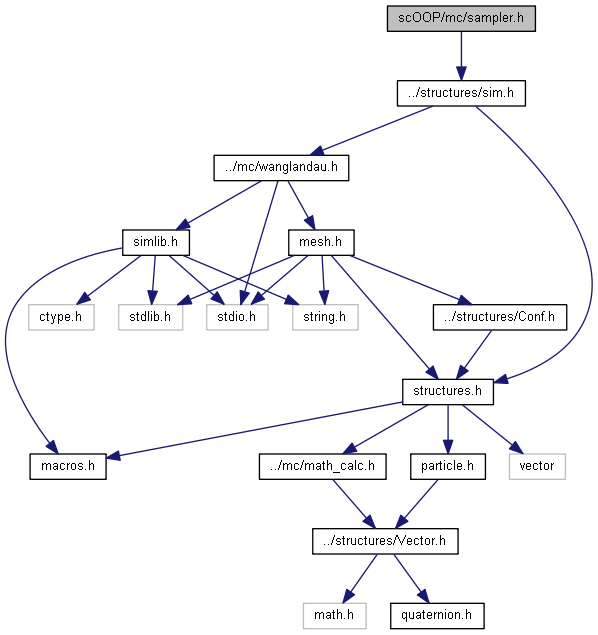 scOOP/mc/sampler.h
../structures/sim.h
../mc/wanglandau.h
simlib.h
mesh.h
ctype.h
stdlib.h
stdio.h
string.h
../structures/Conf.h
structures.h
macros.h
../mc/math_calc.h
particle.h
vector
../structures/Vector.h
math.h
quaternion.h